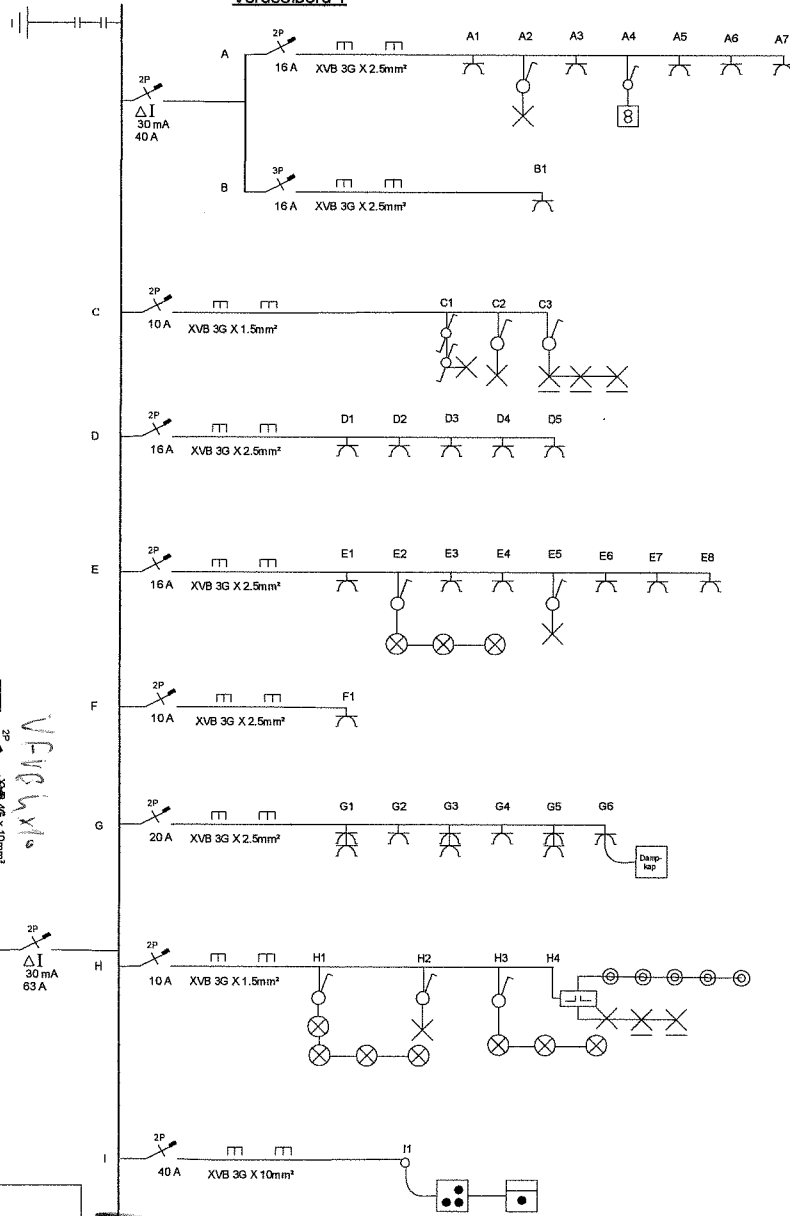 Verdeelbord 1
2P
A
16 A
XVB 3G X 2.5mm²
A1
A2
A3
A4
A5
A6
A7
8
2P
ΔI
30 mA
40 A
3P
B
16 A
XVB 3G X 2.5mm²
B1
2P
C
10 A
XVB 3G X 1.5mm²
C1
C2
C3
2P
D
16 A
XVB 3G X 2.5mm²
D1
D2
D3
D4
D5
2P
E
16 A
XVB 3G X 2.5mm²
E1
E2
E3
E4
E5
E6
E7
E8
2P
F
10 A
XVB 3G X 2.5mm²
F1
2P
VFVB 4x10
2P
G
20 A
XVB 3G X 2.5mm²
G1
G2
G3
G4
G5
G6
Damp-
kap
2P
ΔI
30 mA
63 A
2P
H
10 A
XVB 3G X 1.5mm²
H1
H2
H3
H4
2P
I
40 A
XVB 3G X 10mm²
I1